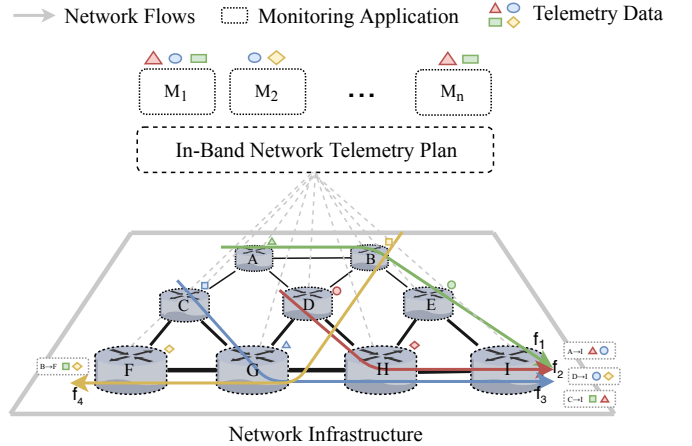 Network Flows Monitoring Application Telemetry Data
M1 M2 ... Mn
In-Band Network Telemetry Plan
A B
C D E
f1
A→I
F G H I
f2
B→F
D→I
f4
f3
C→I
Network Infrastructure